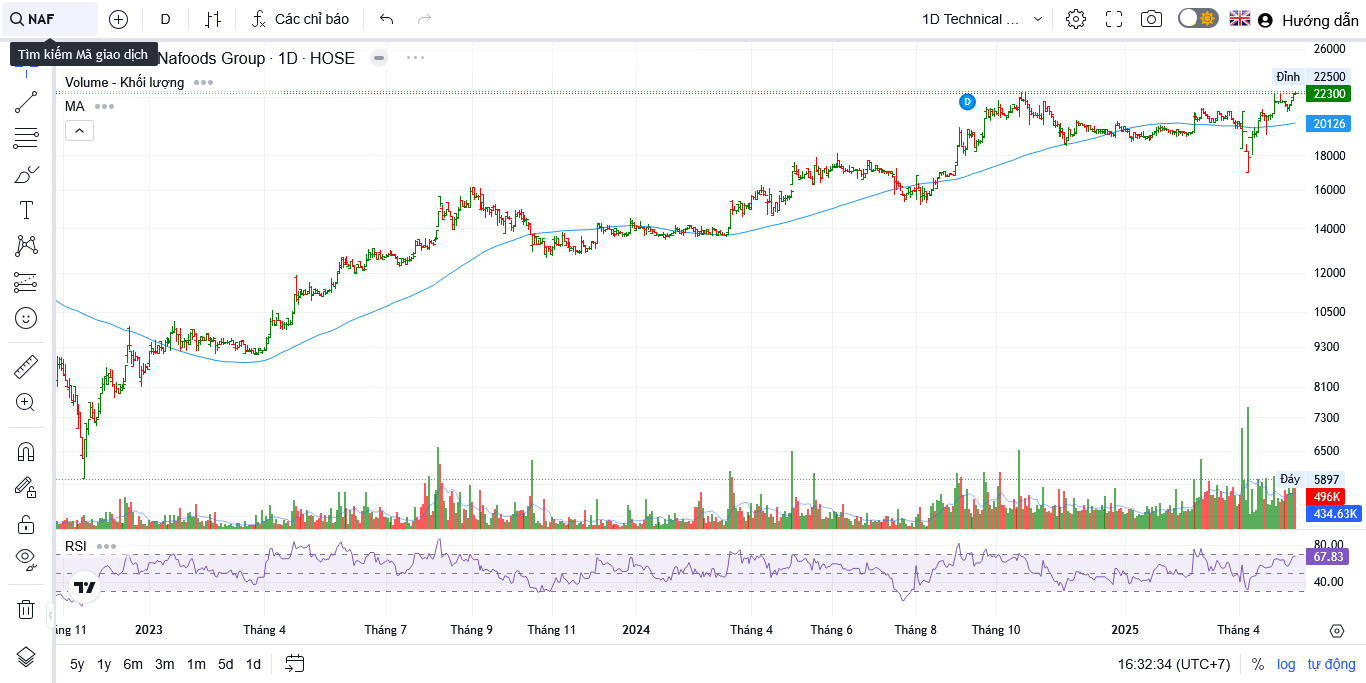 NAF
D
Các chỉ báo
1D Technical ...
Hướng dẫn
Tìm kiếm Mã giao dịch
Nafoods Group · 1D · HOSE
Volume - Khối lượng
MA
26000
Đỉnh 22500
22300
20126
18000
16000
14000
12000
10500
9300
8100
7300
6500
Đáy 5897
496K
434.63K
D
RSI
80.00
67.83
40.00
ng 11 2023 Tháng 4 Tháng 7 Tháng 9 Tháng 11 2024 Tháng 4 Tháng 6 Tháng 8 Tháng 10 2025 Tháng 4
5y 1y 6m 3m 1m 5d 1d
16:32:34 (UTC+7) % log tự động